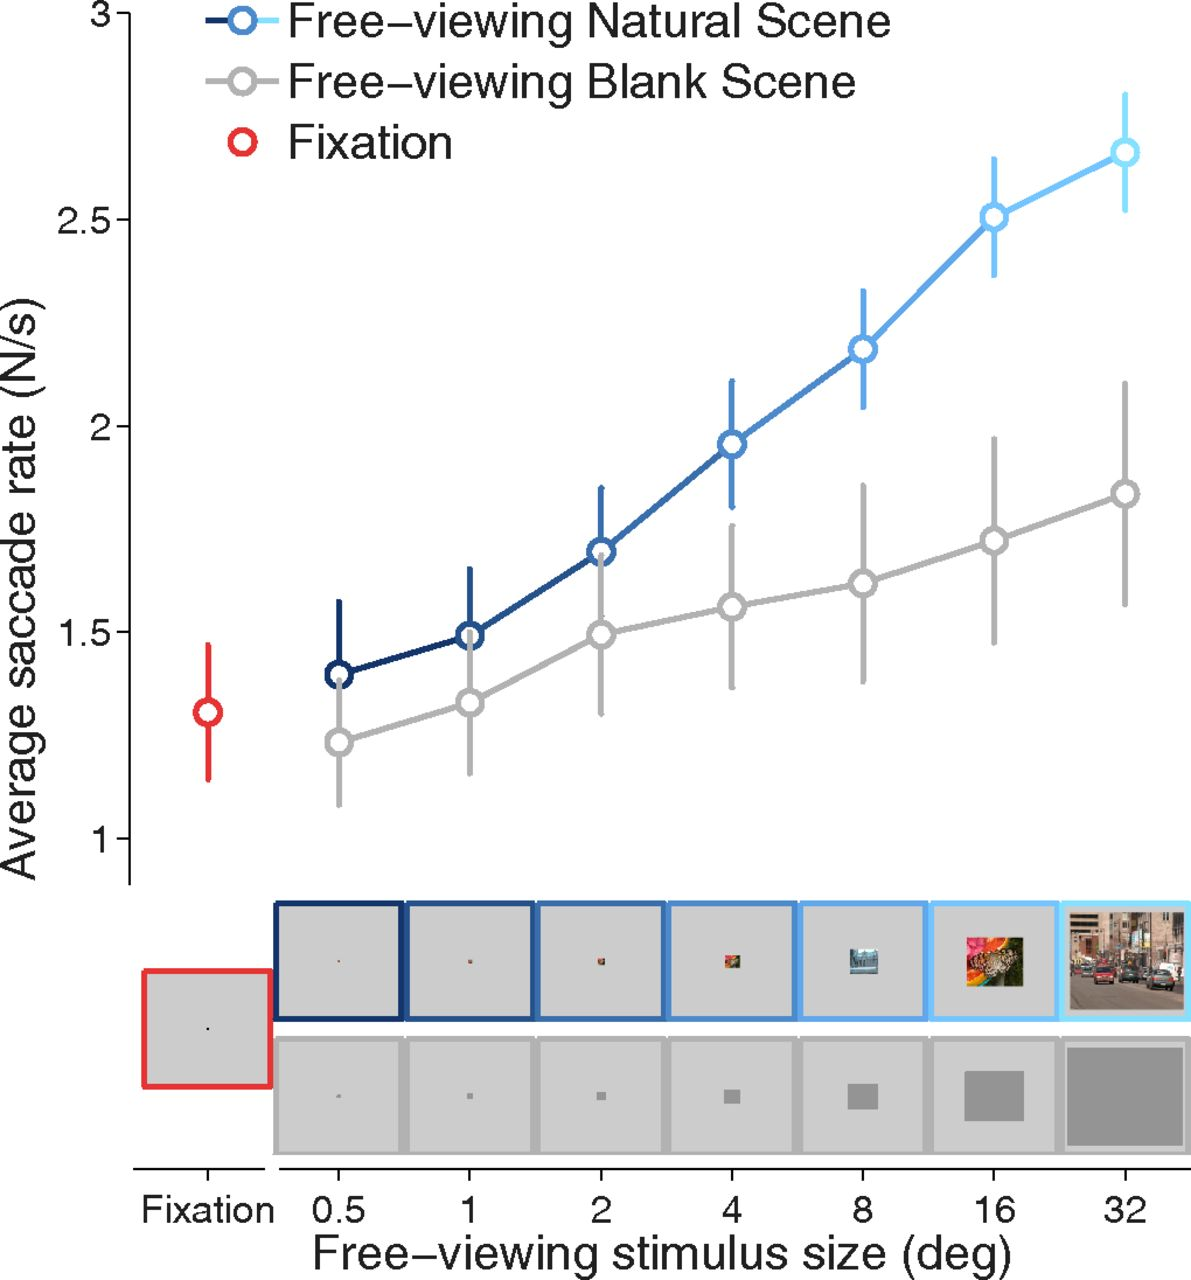 Free–viewing Natural Scene
Free–viewing Blank Scene
Fixation
3
2.5
2
1.5
1
Average saccade rate (N/s)
Fixation 0.5 1 2 4 8 16 32
Free–viewing stimulus size (deg)